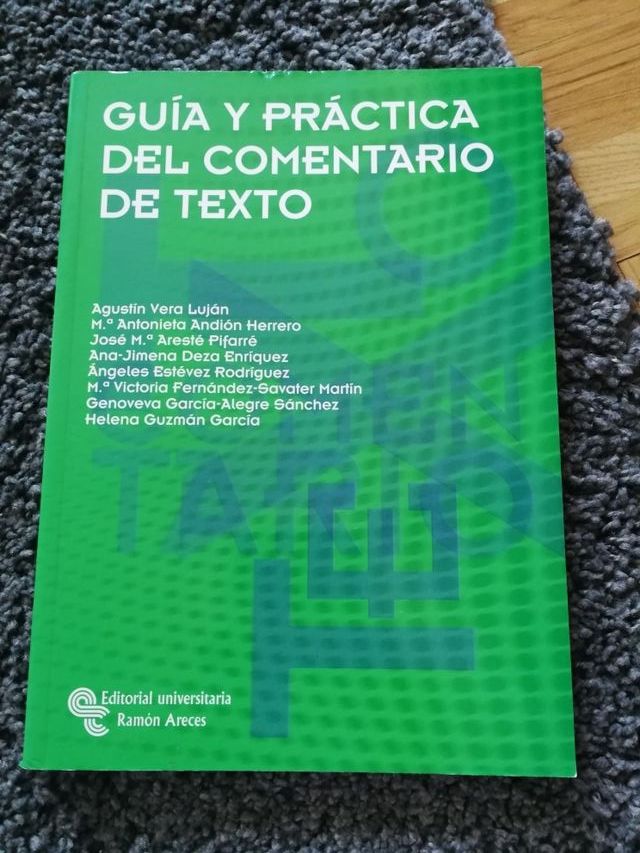 GUÍA Y PRÁCTICA
DEL COMENTARIO
DE TEXTO
Agustín Vera Luján
M.ª Antonieta Andión Herrero
José M.ª Aresté Pifarré
Ana-Jimena Deza Enríquez
Ángeles Estévez Rodríguez
M.ª Victoria Fernández-Savater Martín
Genoveva García-Alegre Sánchez
Helena Guzmán García
Editorial universitaria
Ramón Areces